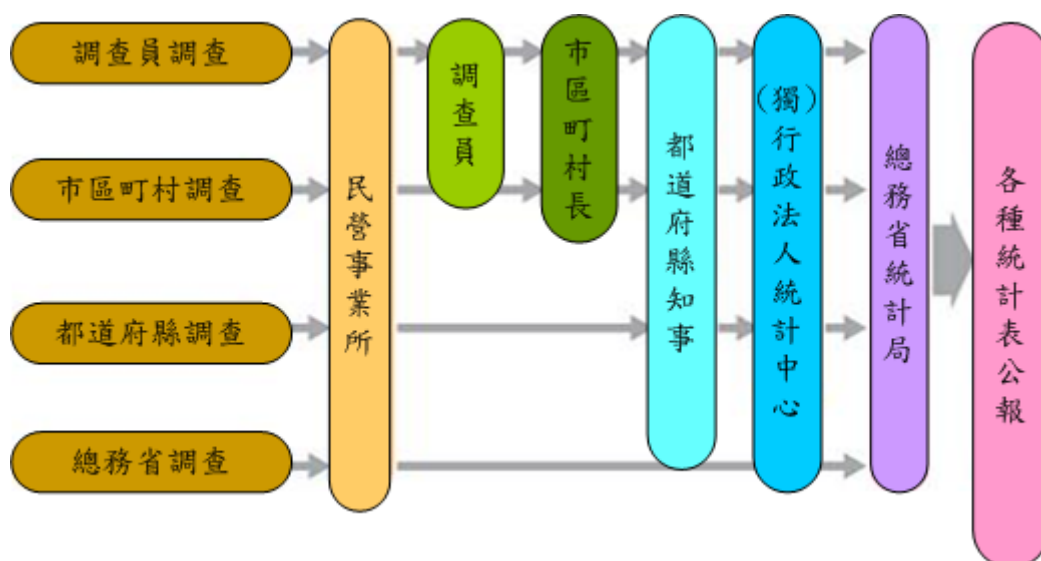 調查員調查
市區町村調查
都道府縣調查
總務省調查
民營事業所
調查員
市區町村長
都道府縣知事
(獨)行政法人統計中心
總務省統計局
各種統計表公報